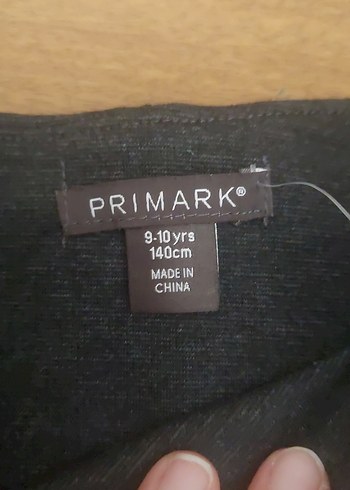 PRIMARK®
9-10 yrs
140cm
MADE IN
CHINA